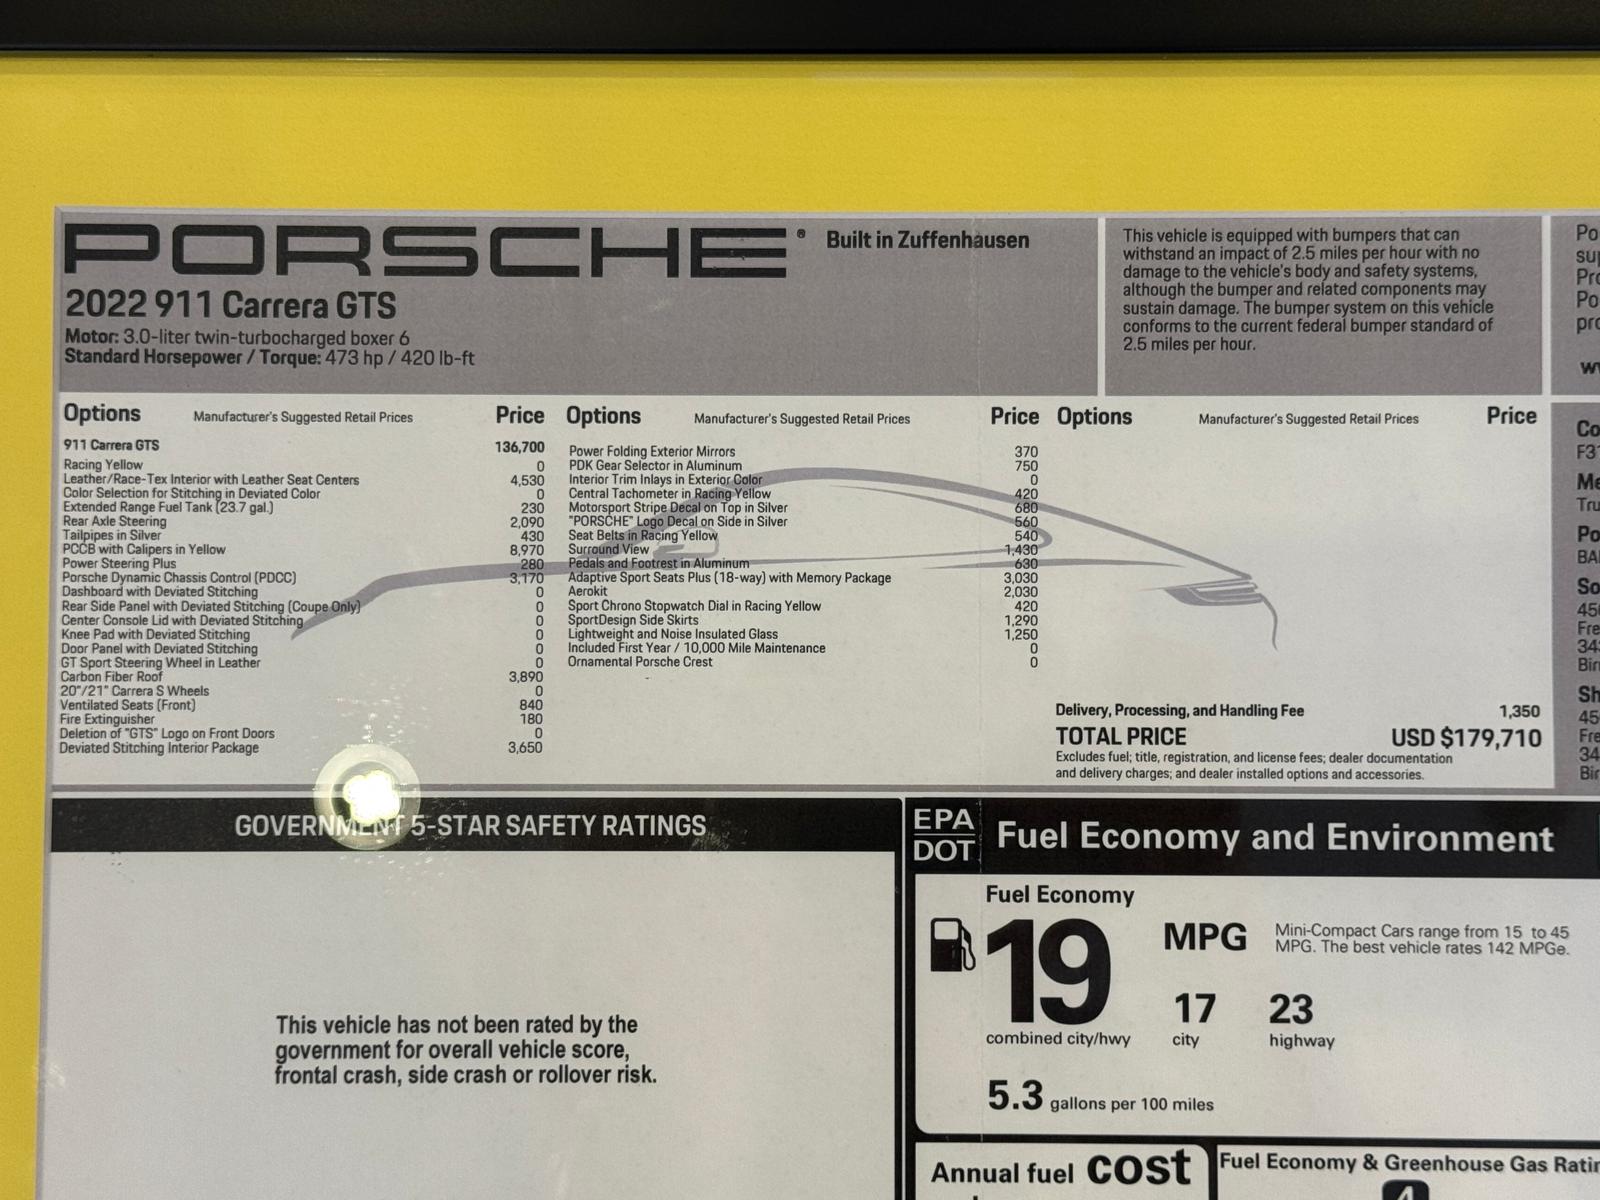 PORSCHE® Built in Zuffenhausen
2022 911 Carrera GTS
Motor: 3.0-liter twin-turbocharged boxer 6
Standard Horsepower / Torque: 473 hp / 420 lb-ft
This vehicle is equipped with bumpers that can
withstand an impact of 2.5 miles per hour with no
damage to the vehicle's body and safety systems,
although the bumper and related components may
sustain damage. The bumper system on this vehicle
conforms to the current federal bumper standard of
2.5 miles per hour.
Options Manufacturer's Suggested Retail Prices Price
911 Carrera GTS 136,700
Racing Yellow 0
Leather/Race-Tex Interior with Leather Seat Centers 4,530
Color Selection for Stitching in Deviated Color 0
Extended Range Fuel Tank (23.7 gal.) 230
Rear Axle Steering 2,090
Tailpipes in Silver 430
PCCB with Calipers in Yellow 8,970
Power Steering Plus 280
Porsche Dynamic Chassis Control (PDCC) 3,170
Dashboard with Deviated Stitching 0
Rear Side Panel with Deviated Stitching (Coupe Only) 0
Center Console Lid with Deviated Stitching 0
Knee Pad with Deviated Stitching 0
Door Panel with Deviated Stitching 0
GT Sport Steering Wheel in Leather 0
Carbon Fiber Roof 3,890
20"/21" Carrera S Wheels 0
Ventilated Seats (Front) 840
Fire Extinguisher 180
Deletion of "GTS" Logo on Front Doors 0
Deviated Stitching Interior Package 3,650
Options Manufacturer's Suggested Retail Prices Price
Power Folding Exterior Mirrors 370
PDK Gear Selector in Aluminum 750
Interior Trim Inlays in Exterior Color 0
Central Tachometer in Racing Yellow 420
Motorsport Stripe Decal on Top in Silver 680
"PORSCHE" Logo Decal on Side in Silver 560
Seat Belts in Racing Yellow 540
Surround View 1,430
Pedals and Footrest in Aluminum 630
Adaptive Sport Seats Plus (18-way) with Memory Package 3,030
Aerokit 2,030
Sport Chrono Stopwatch Dial in Racing Yellow 420
SportDesign Side Skirts 1,290
Lightweight and Noise Insulated Glass 1,250
Included First Year / 10,000 Mile Maintenance 0
Ornamental Porsche Crest 0
Options Manufacturer's Suggested Retail Prices Price
Delivery, Processing, and Handling Fee 1,350
TOTAL PRICE USD $179,710
Excludes fuel; title, registration, and license fees; dealer documentation
and delivery charges; and dealer installed options and accessories.
GOVERNMENT 5-STAR SAFETY RATINGS
This vehicle has not been rated by the
government for overall vehicle score,
frontal crash, side crash or rollover risk.
EPA
DOT
Fuel Economy and Environment
Fuel Economy
19 MPG
combined city/hwy
17 city
23 highway
Mini-Compact Cars range from 15 to 45
MPG. The best vehicle rates 142 MPGe.
5.3 gallons per 100 miles
Annual fuel cost
Fuel Economy & Greenhouse Gas